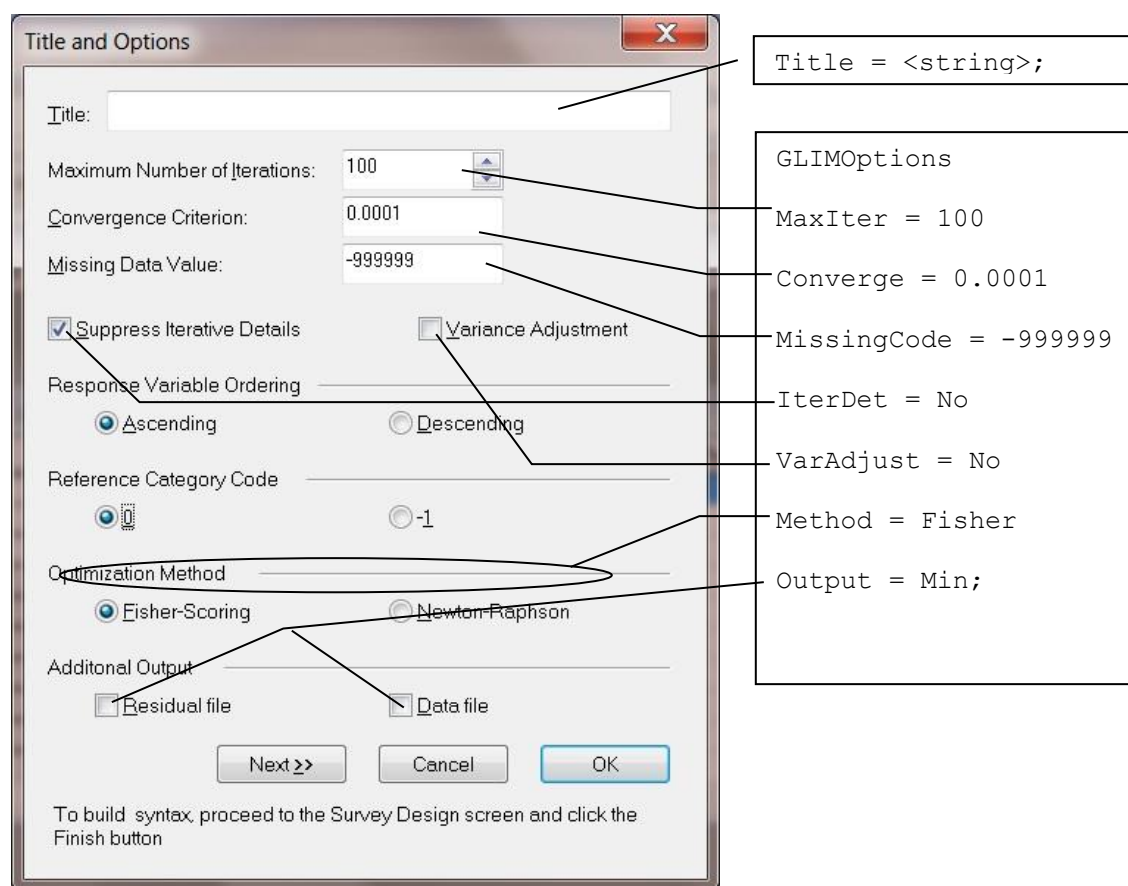 Title and Options
Title:
Maximum Number of Iterations:
100
Convergence Criterion:
0.0001
Missing Data Value:
-999999
Suppress Iterative Details
Variance Adjustment
Response Variable Ordering
Ascending
Descending
Reference Category Code
0
-1
Optimization Method
Fisher-Scoring
Newton-Raphson
Additonal Output
Residual file
Data file
Next >>
Cancel
OK
To build syntax, proceed to the Survey Design screen and click the
Finish button
Title = <string>;
GLIMOptions
MaxIter = 100
Converge = 0.0001
MissingCode = -999999
IterDet = No
VarAdjust = No
Method = Fisher
Output = Min;